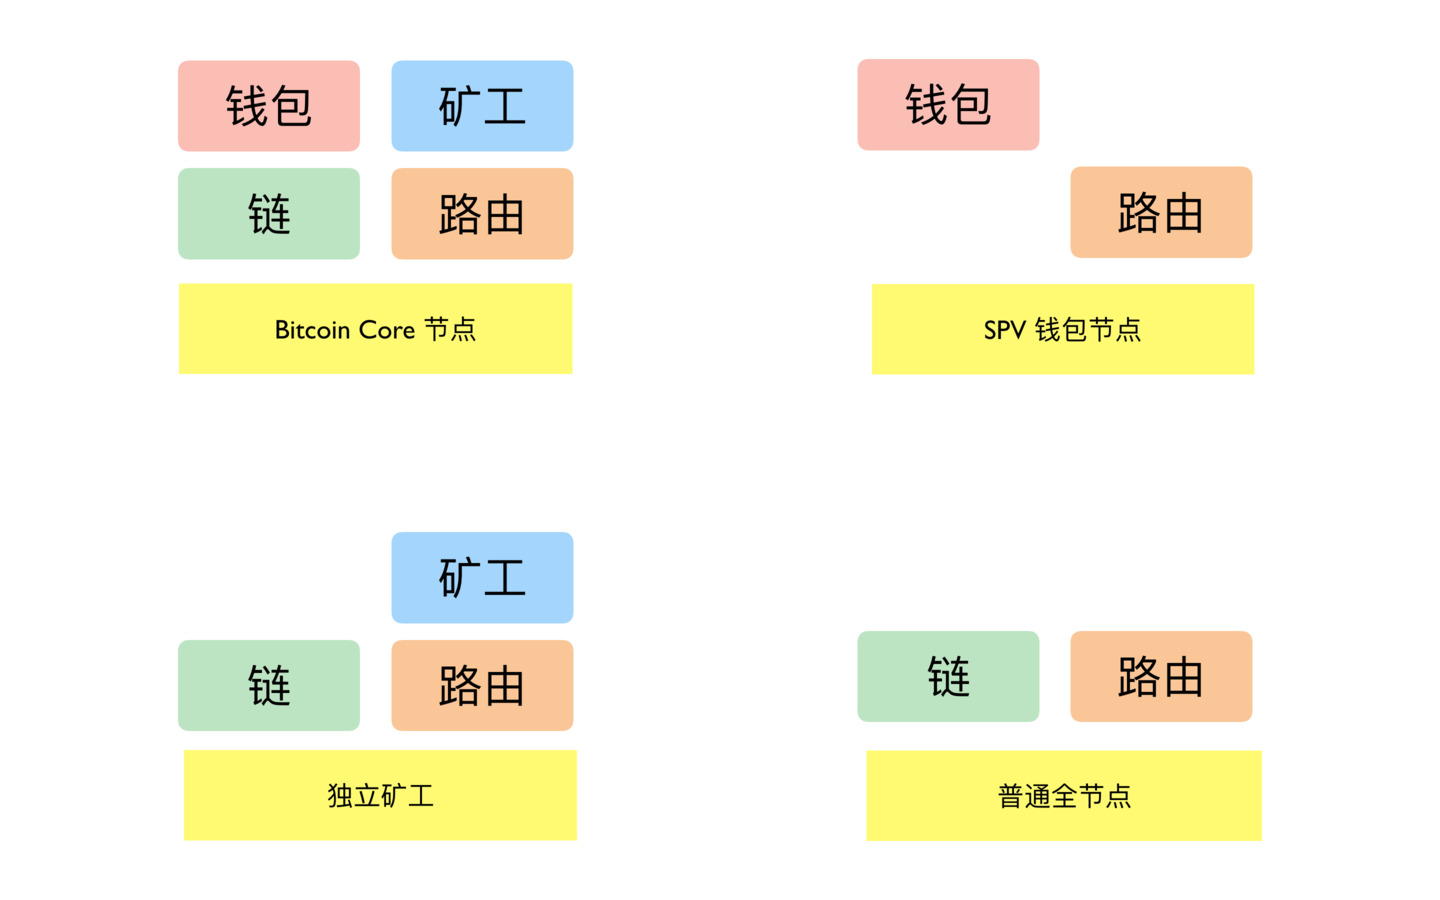 钱包
矿工
链
路由
Bitcoin Core 节点
钱包
路由
SPV 钱包节点
矿工
链
路由
独立矿工
链
路由
普通全节点